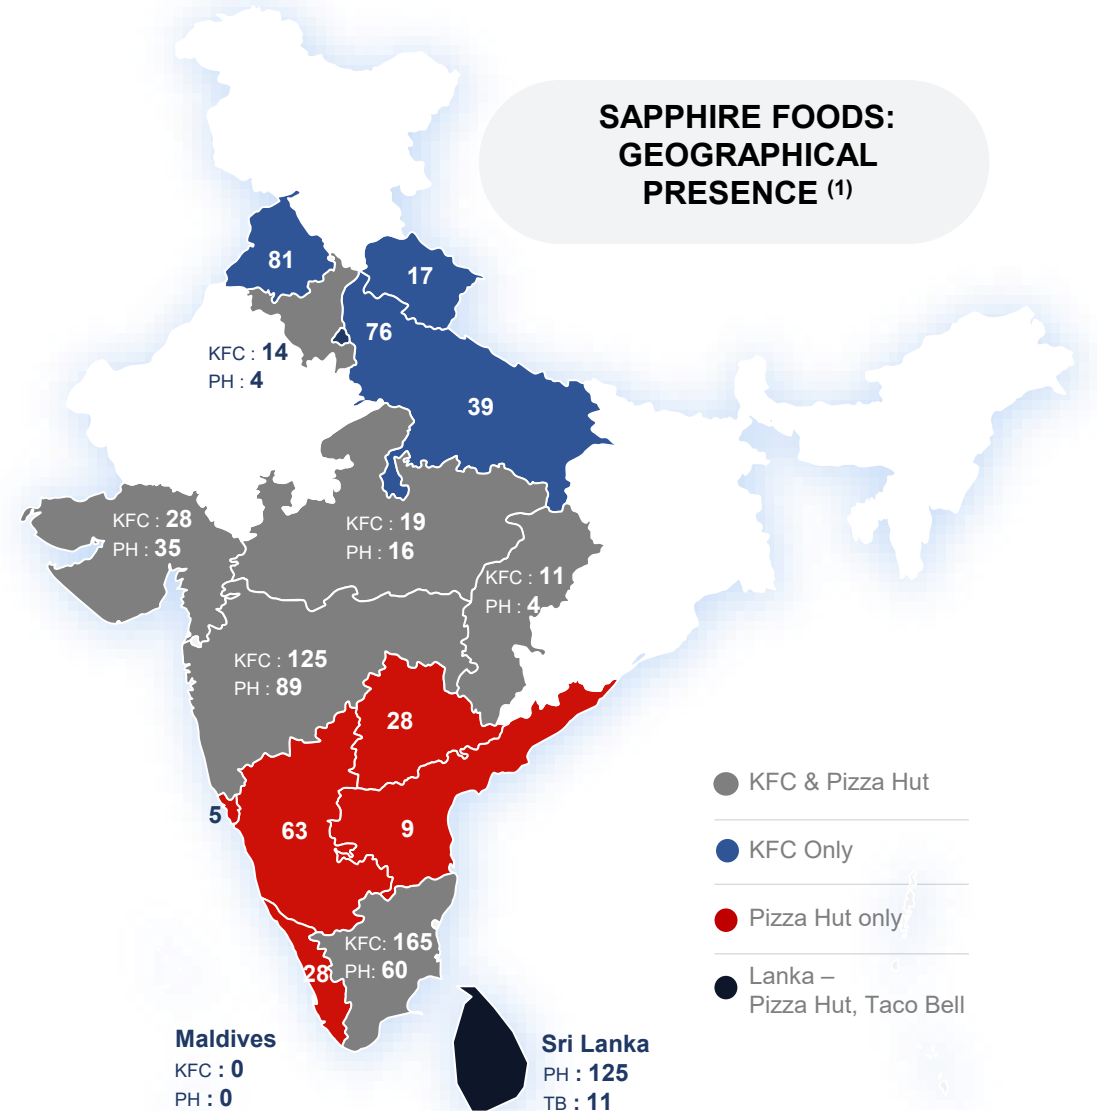 SAPPHIRE FOODS:
GEOGRAPHICAL
PRESENCE (1)
81
17
76
KFC : 14
PH : 4
39
KFC : 28
PH : 35
KFC : 19
PH : 16
KFC : 11
PH : 4
KFC : 125
PH : 89
28
5
63
9
KFC: 165
PH: 60
28
KFC & Pizza Hut
KFC Only
Pizza Hut only
Lanka –
Pizza Hut, Taco Bell
Maldives
KFC : 0
PH : 0
Sri Lanka
PH : 125
TB : 11